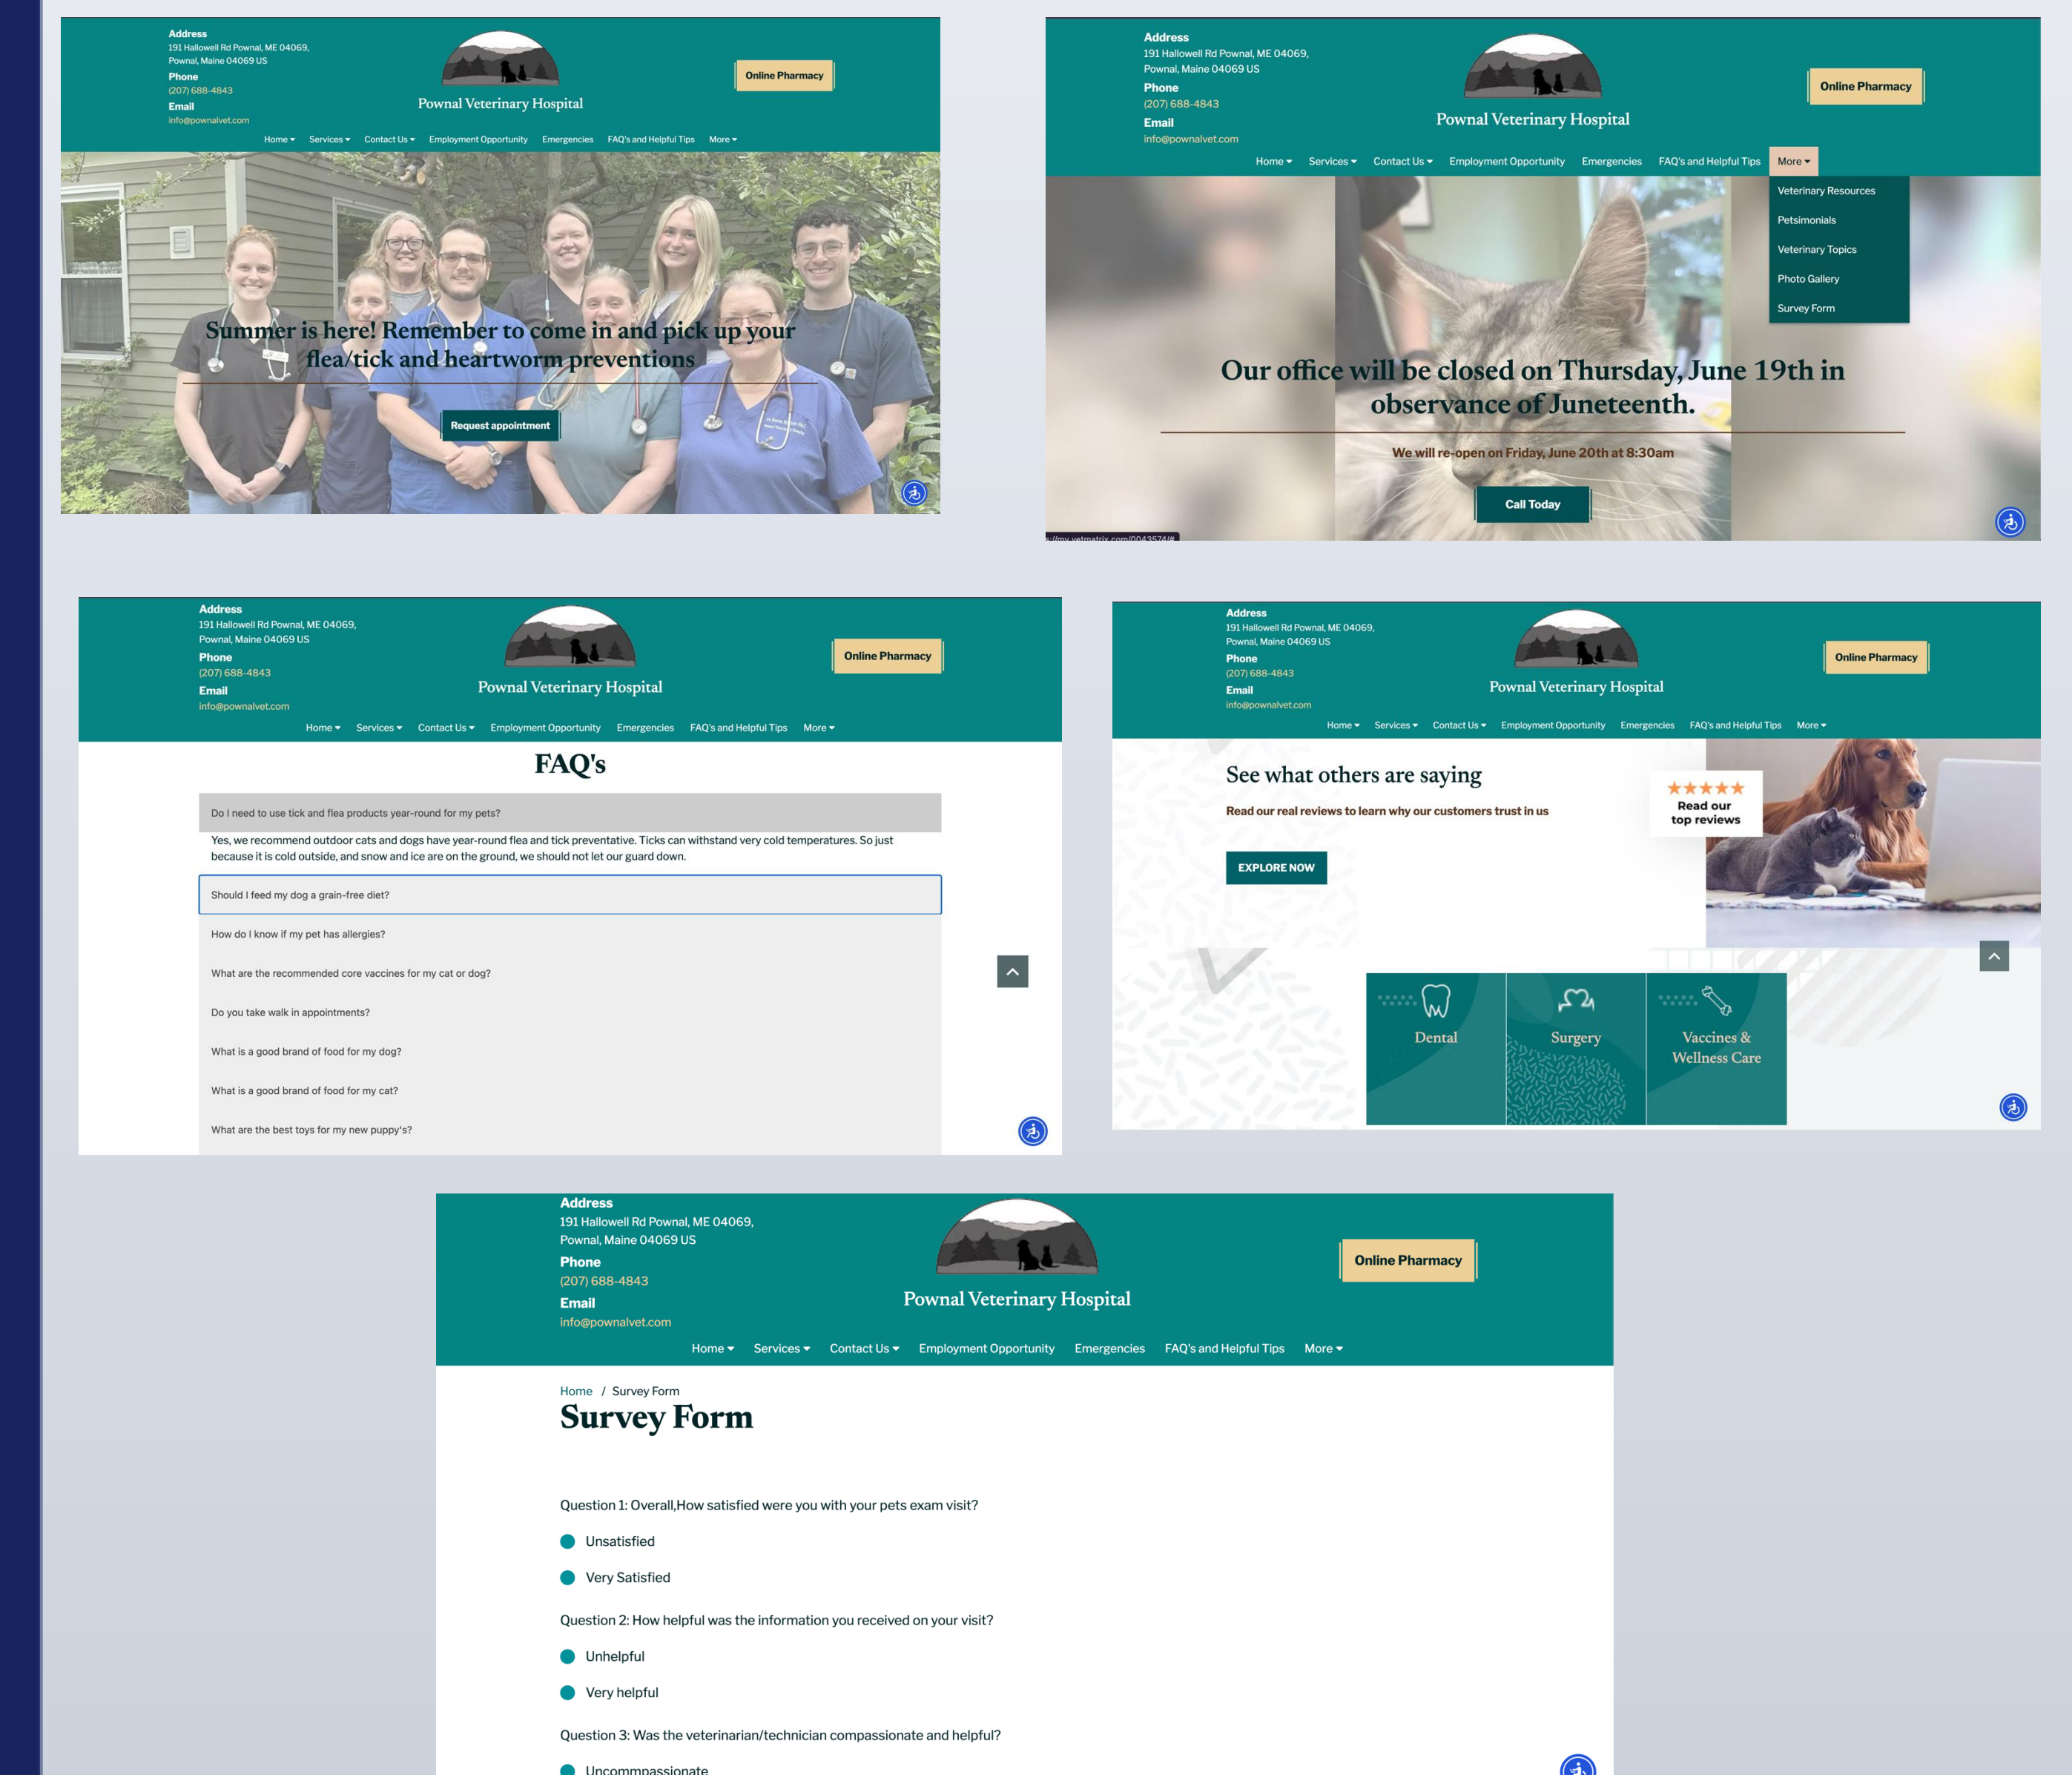 Address
191 Hallowell Rd Pownal, ME 04069,
Pownal, Maine 04069 US
Phone
(207) 688-4843
Email
info@pownalvet.com
Pownal Veterinary Hospital
Online Pharmacy
Home Services Contact Us Employment Opportunity Emergencies FAQ's and Helpful Tips More
Summer is here! Remember to come in and pick up your
flea/tick and heartworm preventions
Request appointment
Address
191 Hallowell Rd Pownal, ME 04069,
Pownal, Maine 04069 US
Phone
(207) 688-4843
Email
info@pownalvet.com
Pownal Veterinary Hospital
Online Pharmacy
Home Services Contact Us Employment Opportunity Emergencies FAQ's and Helpful Tips More
Veterinary Resources
Petsimonials
Veterinary Topics
Photo Gallery
Survey Form
Our office will be closed on Thursday, June 19th in
observance of Juneteenth.
We will re-open on Friday, June 20th at 8:30am
Call Today
s://my.vetmatrix.com/0043574/#
Address
191 Hallowell Rd Pownal, ME 04069,
Pownal, Maine 04069 US
Phone
(207) 688-4843
Email
info@pownalvet.com
Pownal Veterinary Hospital
Online Pharmacy
Home Services Contact Us Employment Opportunity Emergencies FAQ's and Helpful Tips More
FAQ's
Do I need to use tick and flea products year-round for my pets?
Yes, we recommend outdoor cats and dogs have year-round flea and tick preventative. Ticks can withstand very cold temperatures. So just
because it is cold outside, and snow and ice are on the ground, we should not let our guard down.
Should I feed my dog a grain-free diet?
How do I know if my pet has allergies?
What are the recommended core vaccines for my cat or dog?
Do you take walk in appointments?
What is a good brand of food for my dog?
What is a good brand of food for my cat?
What are the best toys for my new puppy's?
Address
191 Hallowell Rd Pownal, ME 04069,
Pownal, Maine 04069 US
Phone
(207) 688-4843
Email
info@pownalvet.com
Pownal Veterinary Hospital
Online Pharmacy
Home Services Contact Us Employment Opportunity Emergencies FAQ's and Helpful Tips More
See what others are saying
Read our real reviews to learn why our customers trust in us
EXPLORE NOW
Read our
top reviews
Dental
Surgery
Vaccines &
Wellness Care
Address
191 Hallowell Rd Pownal, ME 04069,
Pownal, Maine 04069 US
Phone
(207) 688-4843
Email
info@pownalvet.com
Pownal Veterinary Hospital
Online Pharmacy
Home Services Contact Us Employment Opportunity Emergencies FAQ's and Helpful Tips More
Home / Survey Form
Survey Form
Question 1: Overall,How satisfied were you with your pets exam visit?
Unsatisfied
Very Satisfied
Question 2: How helpful was the information you received on your visit?
Unhelpful
Very helpful
Question 3: Was the veterinarian/technician compassionate and helpful?
Uncommpassionate